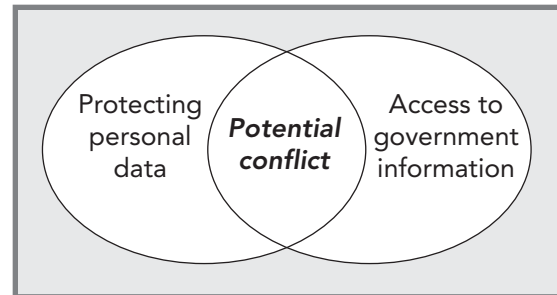 Protecting
personal
data
Potential
conflict
Access to
government
information